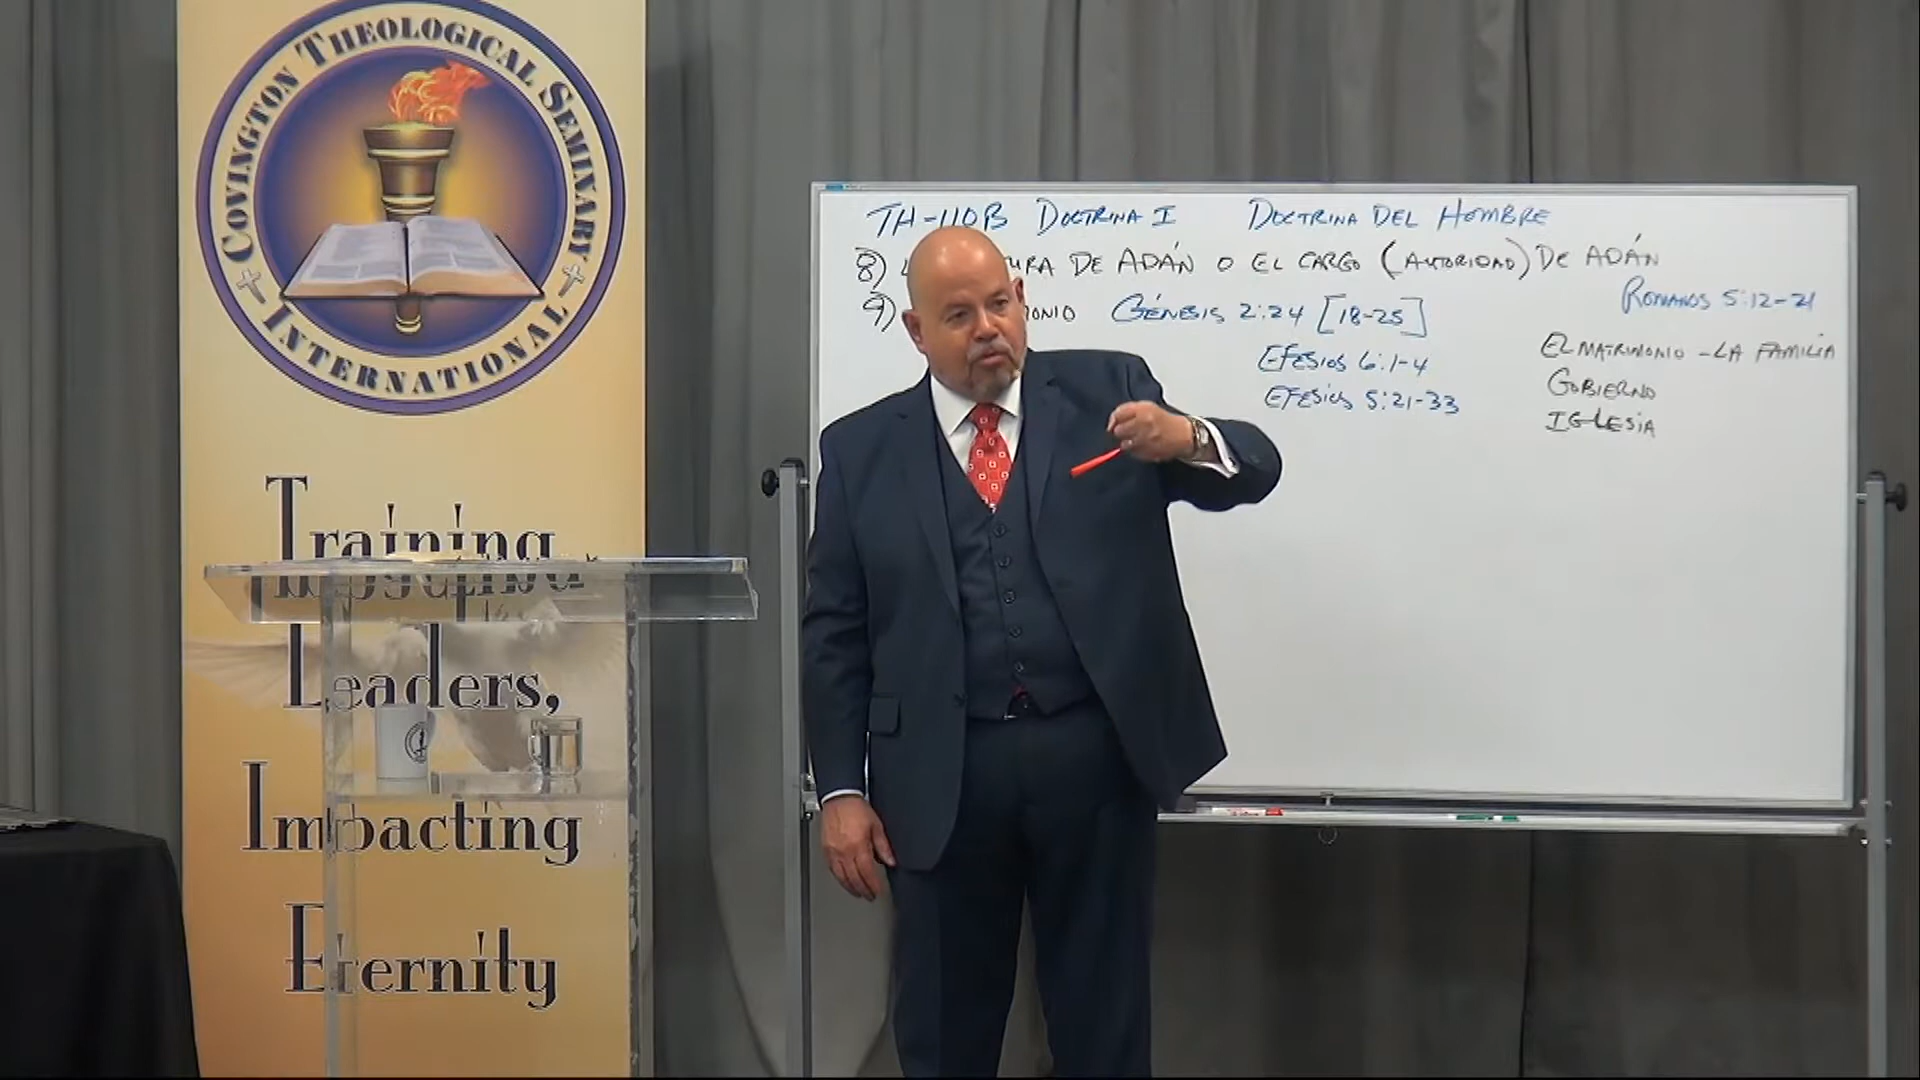 COVINGTON THEOLOGICAL SEMINARY
INTERNATIONAL
Training
Leaders,
Impacting
Eternity
TH-110B DOCTRINA I DOCTRINA DEL HOMBRE
8) DE ADÁN O EL CARGO (AUTORIDAD) DE ADÁN
ROMANOS 5:12-21
9) GÉNESIS 2:24 [18-25]
EFESIOS 6:1-4
EFESIOS 5:21-33
EL MATRIMONIO - LA FAMILIA
GOBIERNO
IGLESIA